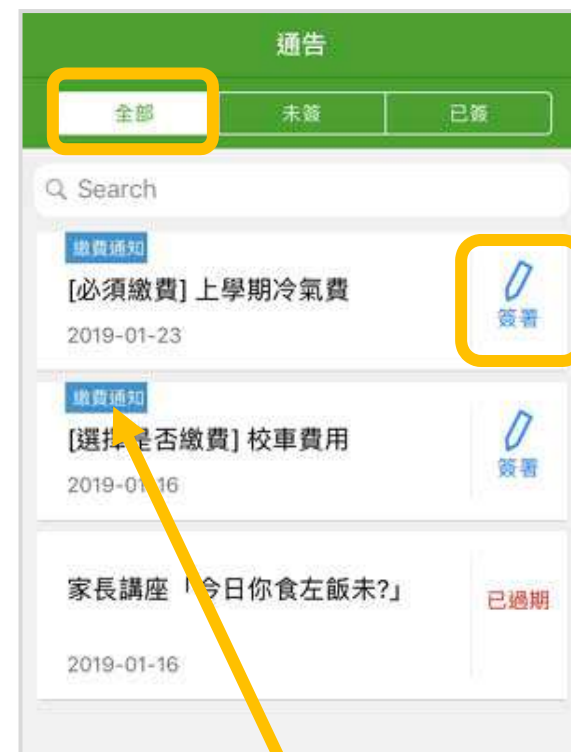 通告
全部
未簽
已簽
Search
繳費通知
[必須繳費] 上學期冷氣費
2019-01-23
簽署
繳費通知
[選擇是否繳費] 校車費用
2019-01-16
簽署
家長講座「今日你食左飯未?」
2019-01-16
已過期